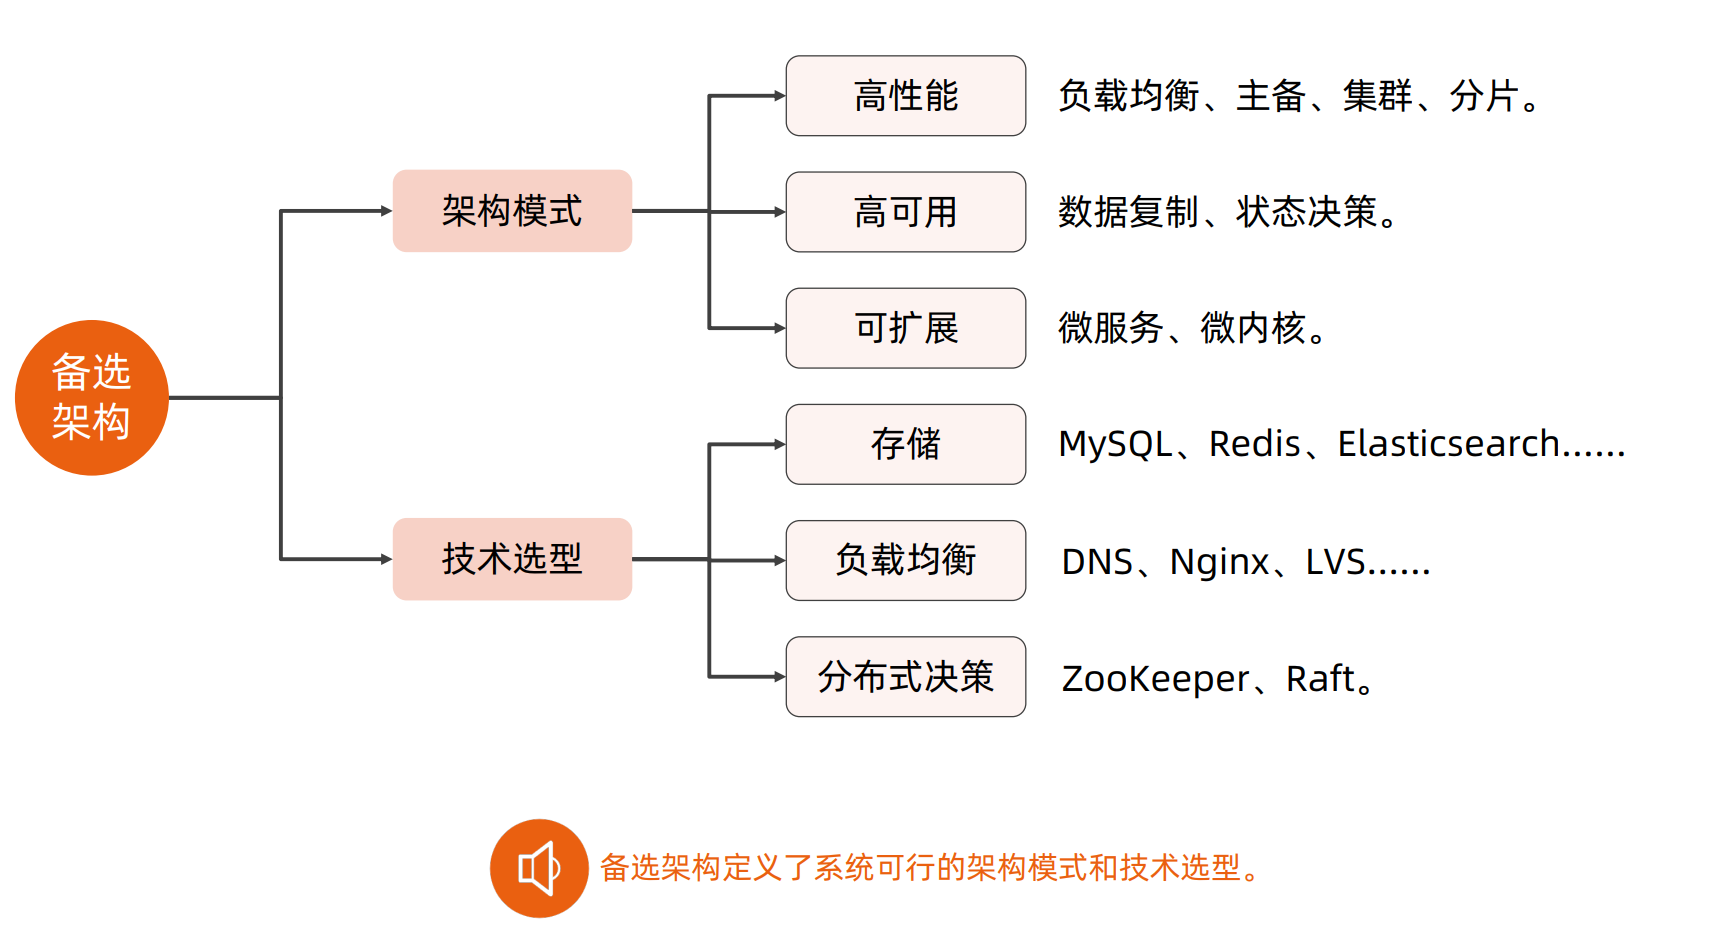 备选
架构
架构模式
高性能
负载均衡、主备、集群、分片。
高可用
数据复制、状态决策。
可扩展
微服务、微内核。
技术选型
存储
MySQL、Redis、Elasticsearch......
负载均衡
DNS、Nginx、LVS......
分布式决策
ZooKeeper、Raft。
备选架构定义了系统可行的架构模式和技术选型。